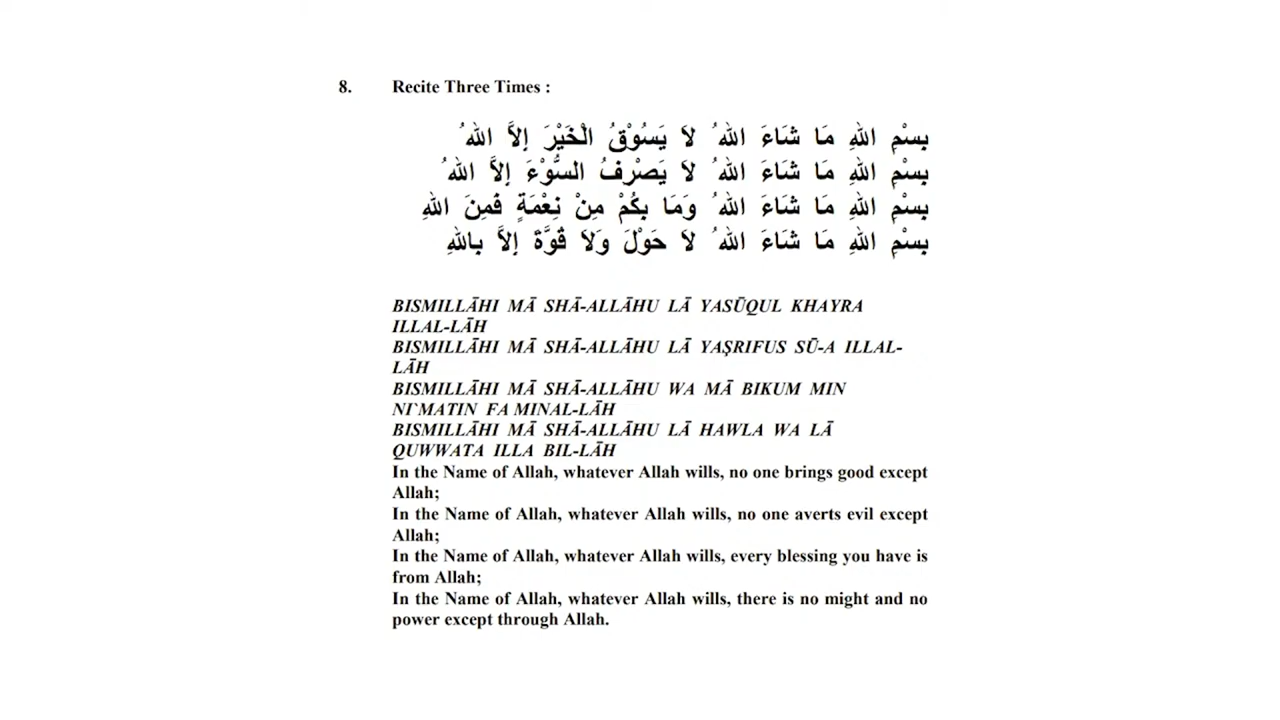 8. Recite Three Times :
بِسْمِ اللهِ مَا شَاءَ اللهُ لاَ يَسُوْقُ الْخَيْرَ إِلاَّ اللهُ
بِسْمِ اللهِ مَا شَاءَ اللهُ لاَ يَصْرِفُ السُّوْءَ إِلاَّ اللهُ
بِسْمِ اللهِ مَا شَاءَ اللهُ وَمَا بِكُمْ مِنْ نِعْمَةٍ فَمِنَ اللهِ
بِسْمِ اللهِ مَا شَاءَ اللهُ لاَ حَوْلَ وَلاَ قُوَّةَ إِلاَّ بِاللهِ
BISMILLĀHI MĀ SHĀ-ALLĀHU LĀ YASŪQUL KHAYRA
ILLAL-LĀH
BISMILLĀHI MĀ SHĀ-ALLĀHU LĀ YAṢRIFUS SŪ-A ILLAL-
LĀH
BISMILLĀHI MĀ SHĀ-ALLĀHU WA MĀ BIKUM MIN
NI`MATIN FA MINAL-LĀH
BISMILLĀHI MĀ SHĀ-ALLĀHU LĀ HAWLA WA LĀ
QUWWATA ILLA BIL-LĀH
In the Name of Allah, whatever Allah wills, no one brings good except
Allah;
In the Name of Allah, whatever Allah wills, no one averts evil except
Allah;
In the Name of Allah, whatever Allah wills, every blessing you have is
from Allah;
In the Name of Allah, whatever Allah wills, there is no might and no
power except through Allah.